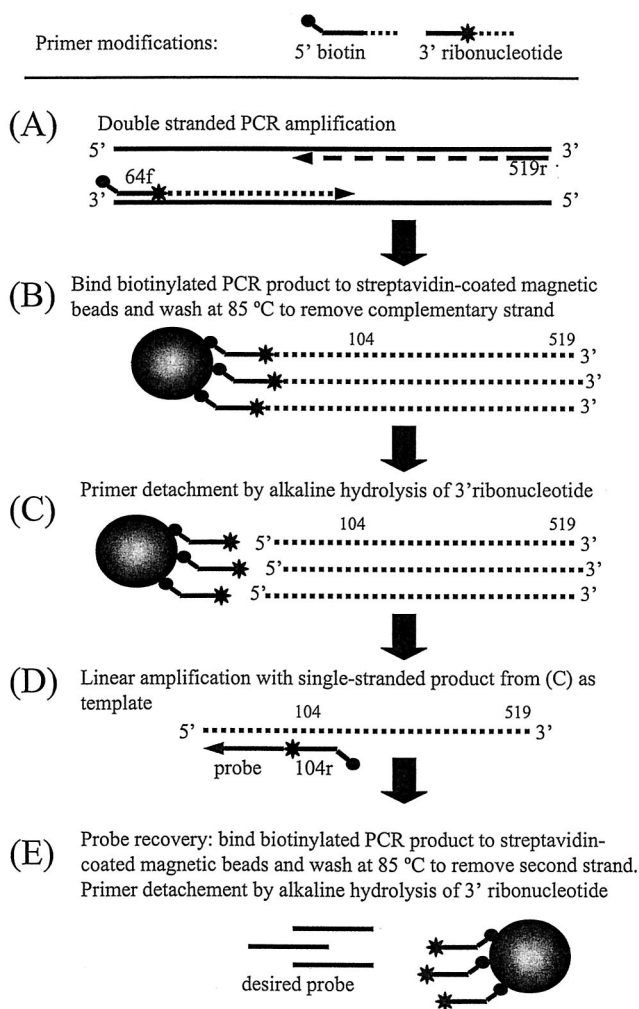 Primer modifications:
5’ biotin
3’ ribonucleotide
(A)
Double stranded PCR amplification
5’
3’
519r
64f
3’
5’
(B)
Bind biotinylated PCR product to streptavidin-coated magnetic
beads and wash at 85 ºC to remove complementary strand
104
519
3’
3’
3’
Primer detachment by alkaline hydrolysis of 3’ribonucleotide
(C)
104
519
5’
3’
5’
3’
5’
3’
(D)
Linear amplification with single-stranded product from (C) as
template
104
519
5’
3’
probe
104r
(E)
Probe recovery: bind biotinylated PCR product to streptavidin-
coated magnetic beads and wash at 85 ºC to remove second strand.
Primer detachement by alkaline hydrolysis of 3’ ribonucleotide
desired probe